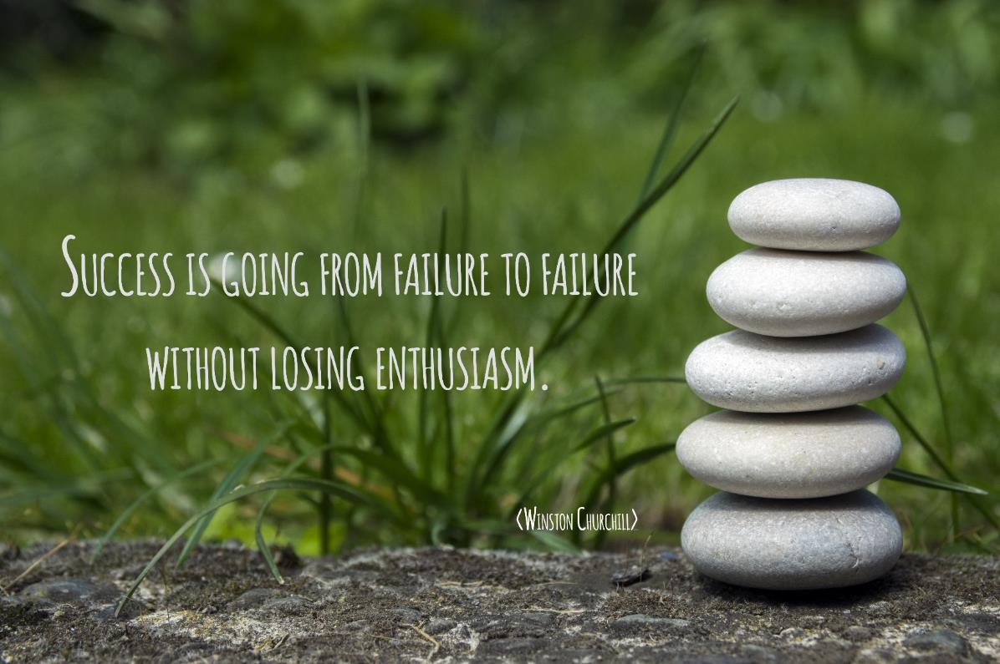 Success is going from failure to failure
without losing enthusiasm.
<Winston Churchill>